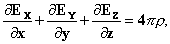 ∂E_X/∂x + ∂E_Y/∂y + ∂E_Z/∂z = 4πρ,